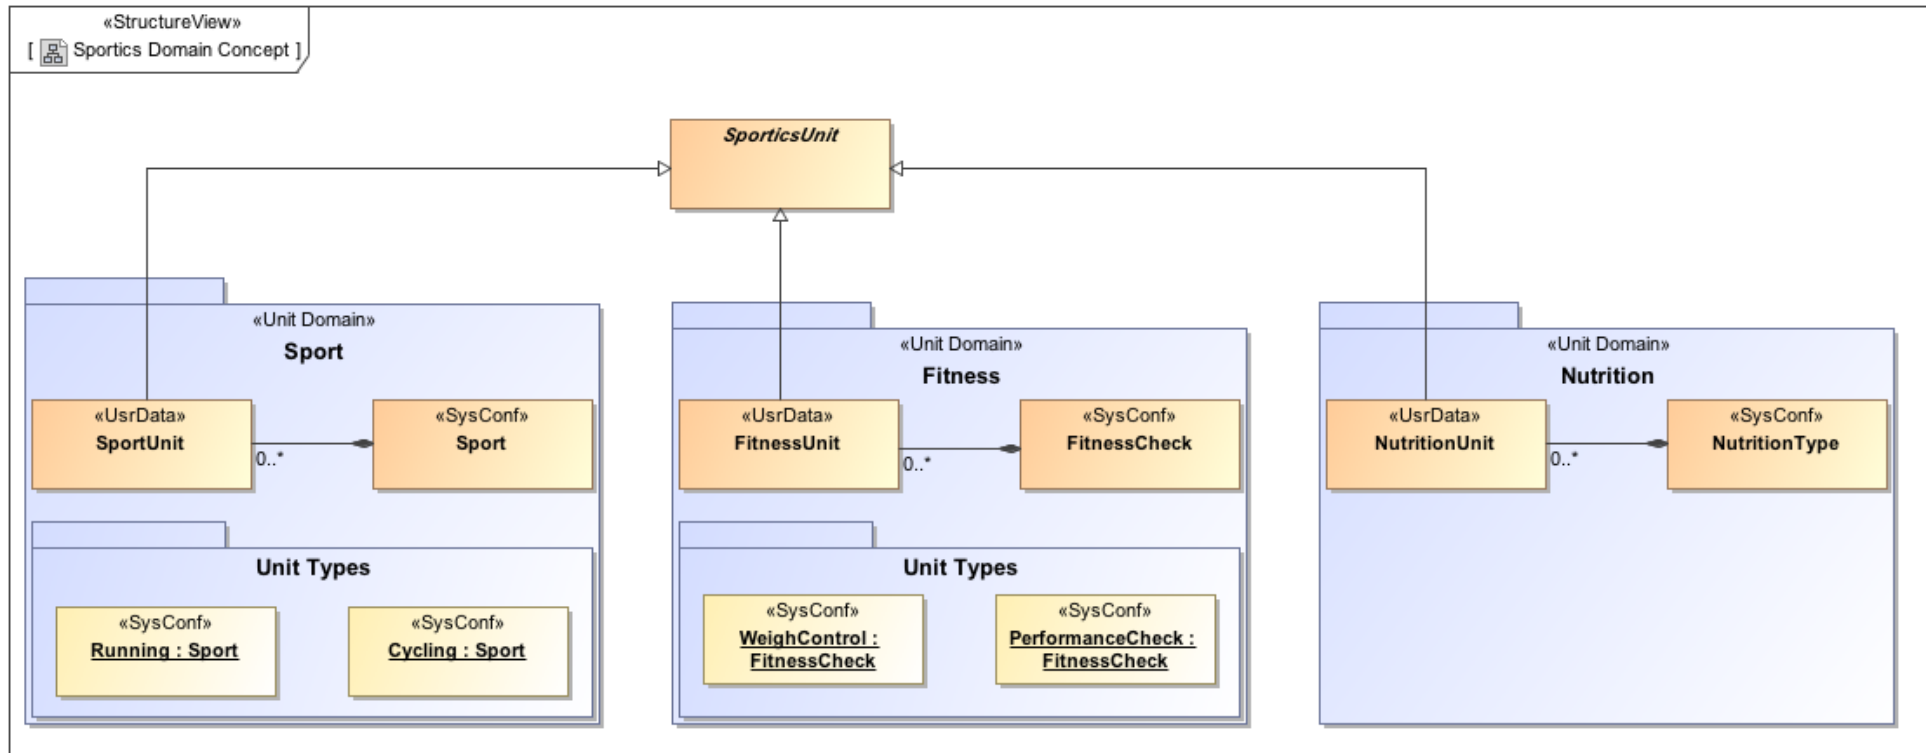 «StructureView»
[ Sportics Domain Concept ]
SporticsUnit
«Unit Domain»
Sport
«UsrData»
SportUnit
0..*
«SysConf»
Sport
Unit Types
«SysConf»
Running : Sport
«SysConf»
Cycling : Sport
«Unit Domain»
Fitness
«UsrData»
FitnessUnit
0..*
«SysConf»
FitnessCheck
Unit Types
«SysConf»
WeighControl :
FitnessCheck
«SysConf»
PerformanceCheck :
FitnessCheck
«Unit Domain»
Nutrition
«UsrData»
NutritionUnit
0..*
«SysConf»
NutritionType